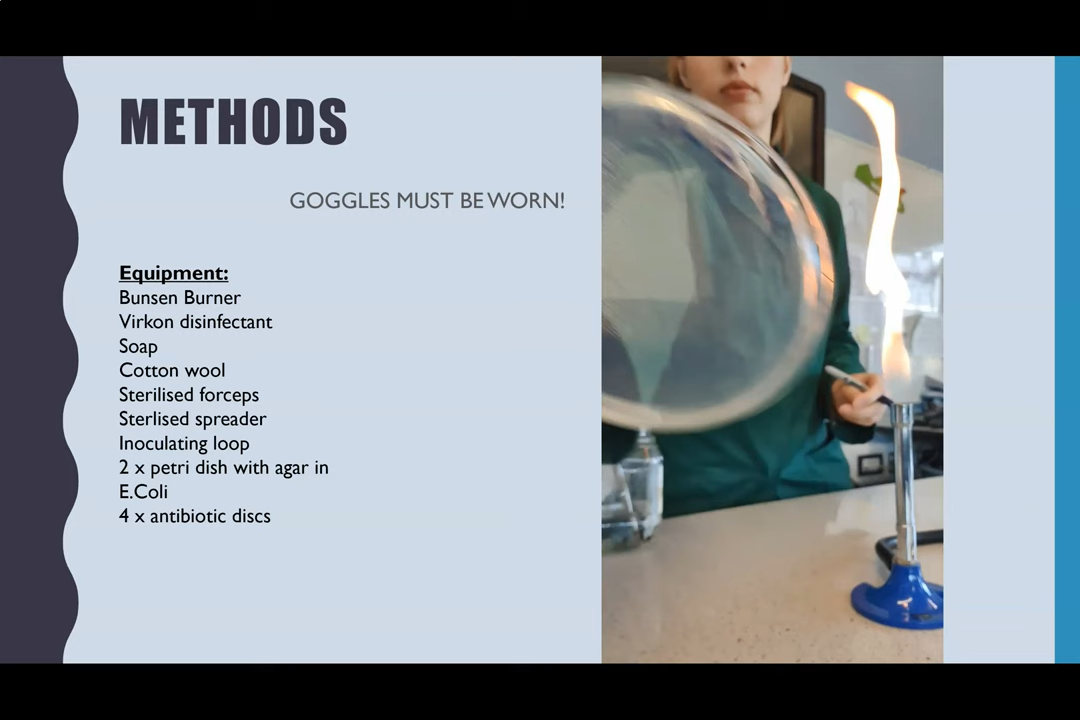 METHODS
GOGGLES MUST BE WORN!
Equipment:
Bunsen Burner
Virkon disinfectant
Soap
Cotton wool
Sterilised forceps
Sterlised spreader
Inoculating loop
2 x petri dish with agar in
E.Coli
4 x antibiotic discs